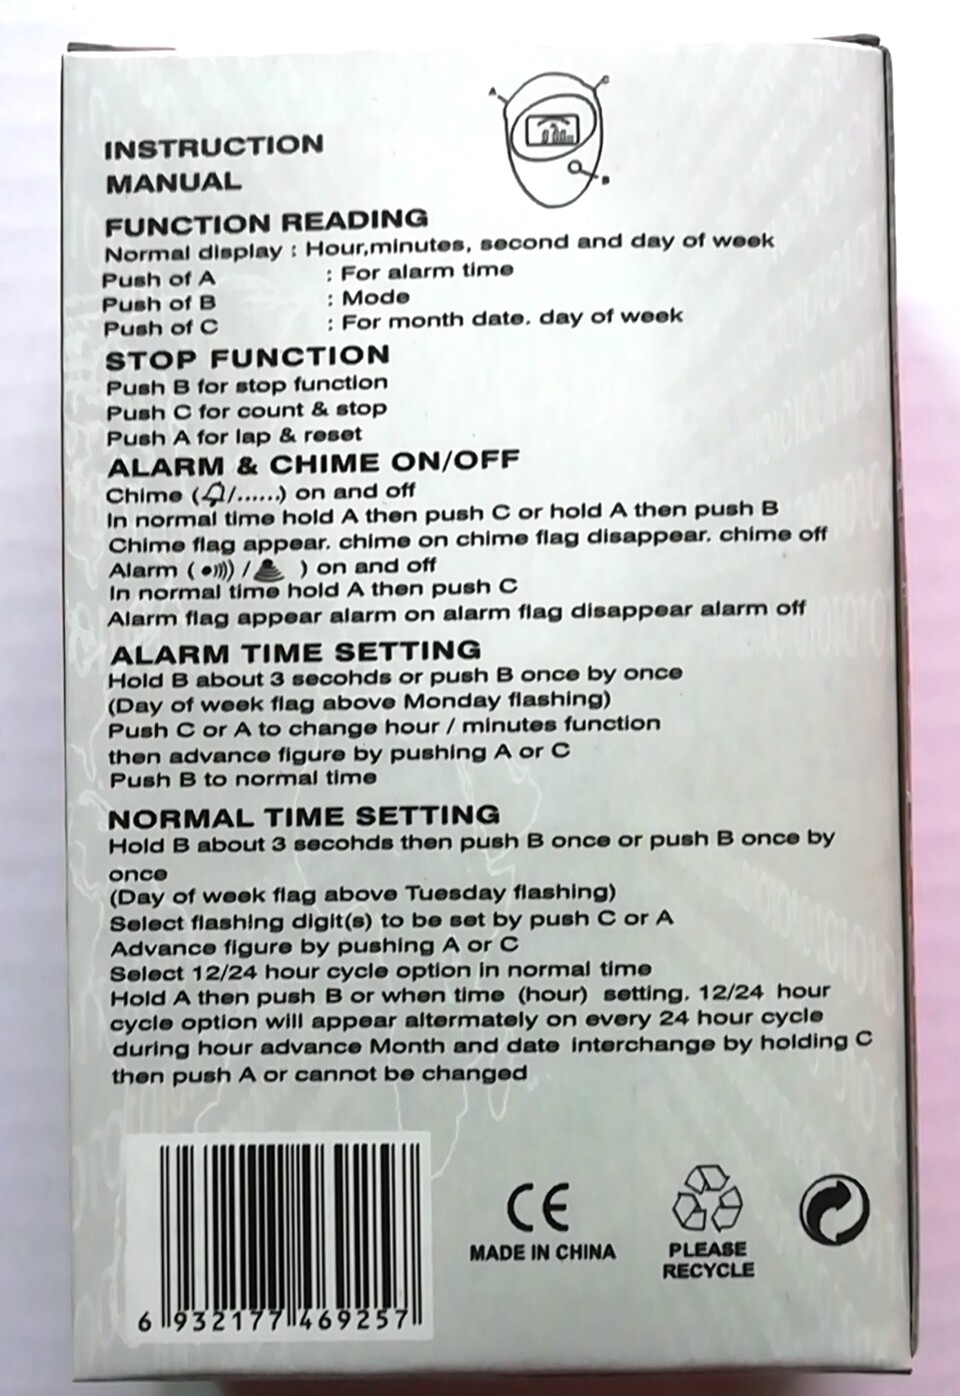 A
C
B
INSTRUCTION
MANUAL
FUNCTION READING
Normal display : Hour,minutes, second and day of week
Push of A : For alarm time
Push of B : Mode
Push of C : For month date. day of week
STOP FUNCTION
Push B for stop function
Push C for count & stop
Push A for lap & reset
ALARM & CHIME ON/OFF
Chime ( /......) on and off
In normal time hold A then push C or hold A then push B
Chime flag appear. chime on chime flag disappear. chime off
Alarm ( •))) / ) on and off
In normal time hold A then push C
Alarm flag appear alarm on alarm flag disappear alarm off
ALARM TIME SETTING
Hold B about 3 secohds or push B once by once
(Day of week flag above Monday flashing)
Push C or A to change hour / minutes function
then advance figure by pushing A or C
Push B to normal time
NORMAL TIME SETTING
Hold B about 3 secohds then push B once or push B once by
once
(Day of week flag above Tuesday flashing)
Select flashing digit(s) to be set by push C or A
Advance figure by pushing A or C
Select 12/24 hour cycle option in normal time
Hold A then push B or when time (hour) setting. 12/24 hour
cycle option will appear altermately on every 24 hour cycle
during hour advance Month and date interchange by holding C
then push A or cannot be changed
CE
MADE IN CHINA
PLEASE
RECYCLE
6 932177 469257